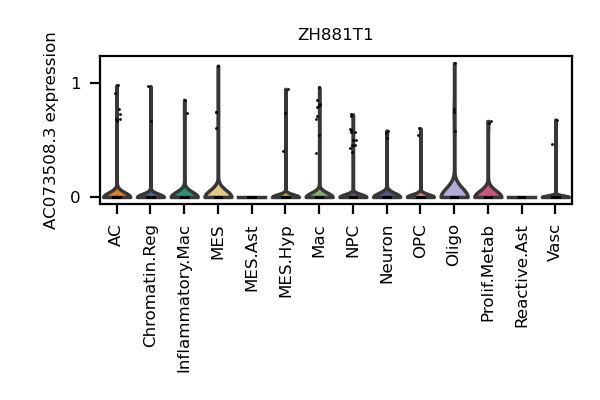 ZH881T1
AC073508.3 expression
1
0
AC
Chromatin.Reg
Inflammatory.Mac
MES
MES.Ast
MES.Hyp
Mac
NPC
Neuron
OPC
Oligo
Prolif.Metab
Reactive.Ast
Vasc